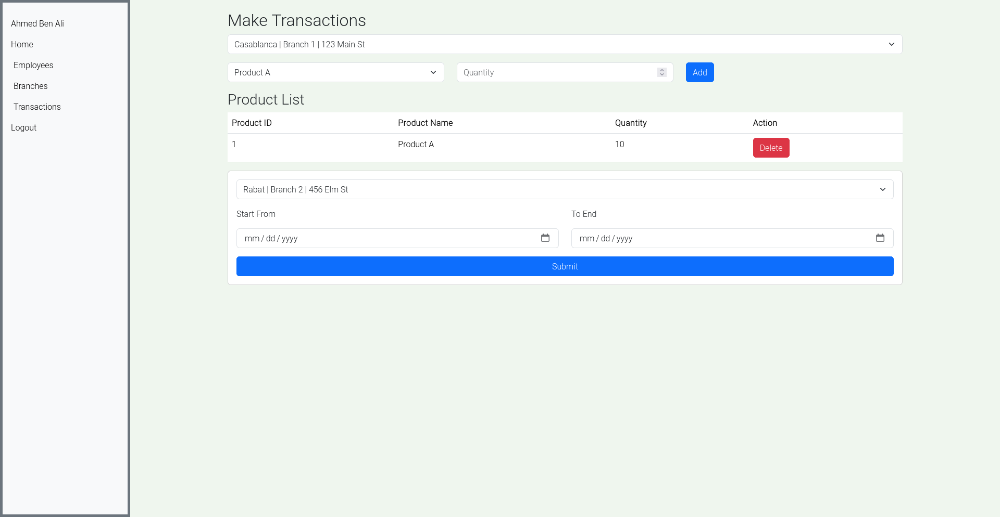 Ahmed Ben Ali
Home
Employees
Branches
Transactions
Logout
Make Transactions
Casablanca | Branch 1 | 123 Main St
Product A
Quantity
Add
Product List
Product ID Product Name Quantity Action
1 Product A 10 Delete
Rabat | Branch 2 | 456 Elm St
Start From To End
mm / dd / yyyy mm / dd / yyyy
Submit